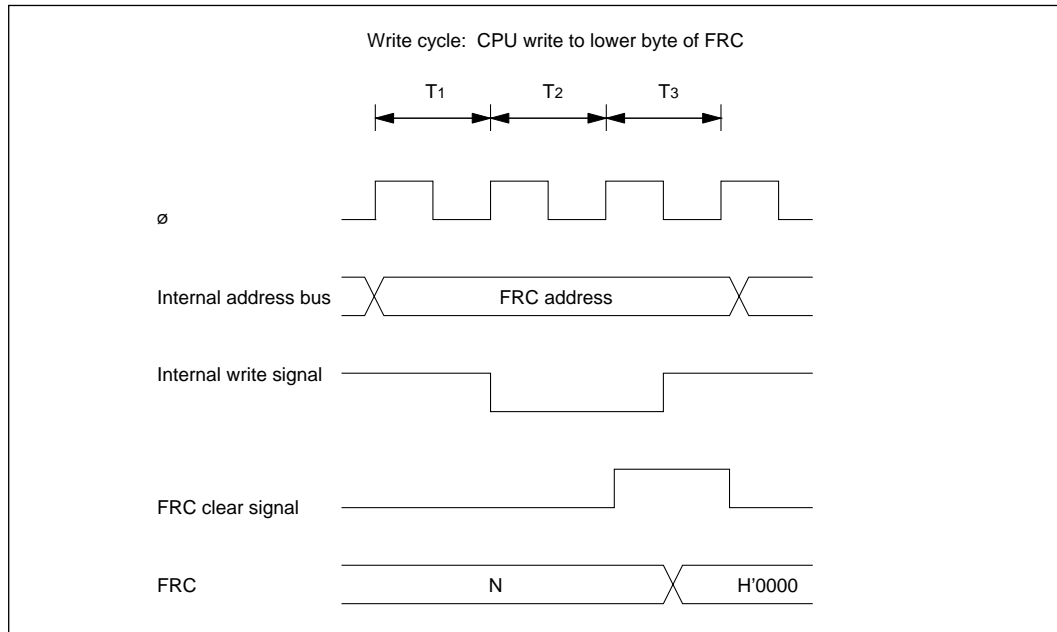 Write cycle: CPU write to lower byte of FRC
T1 T2 T3
ø
Internal address bus FRC address
Internal write signal
FRC clear signal
FRC N H'0000